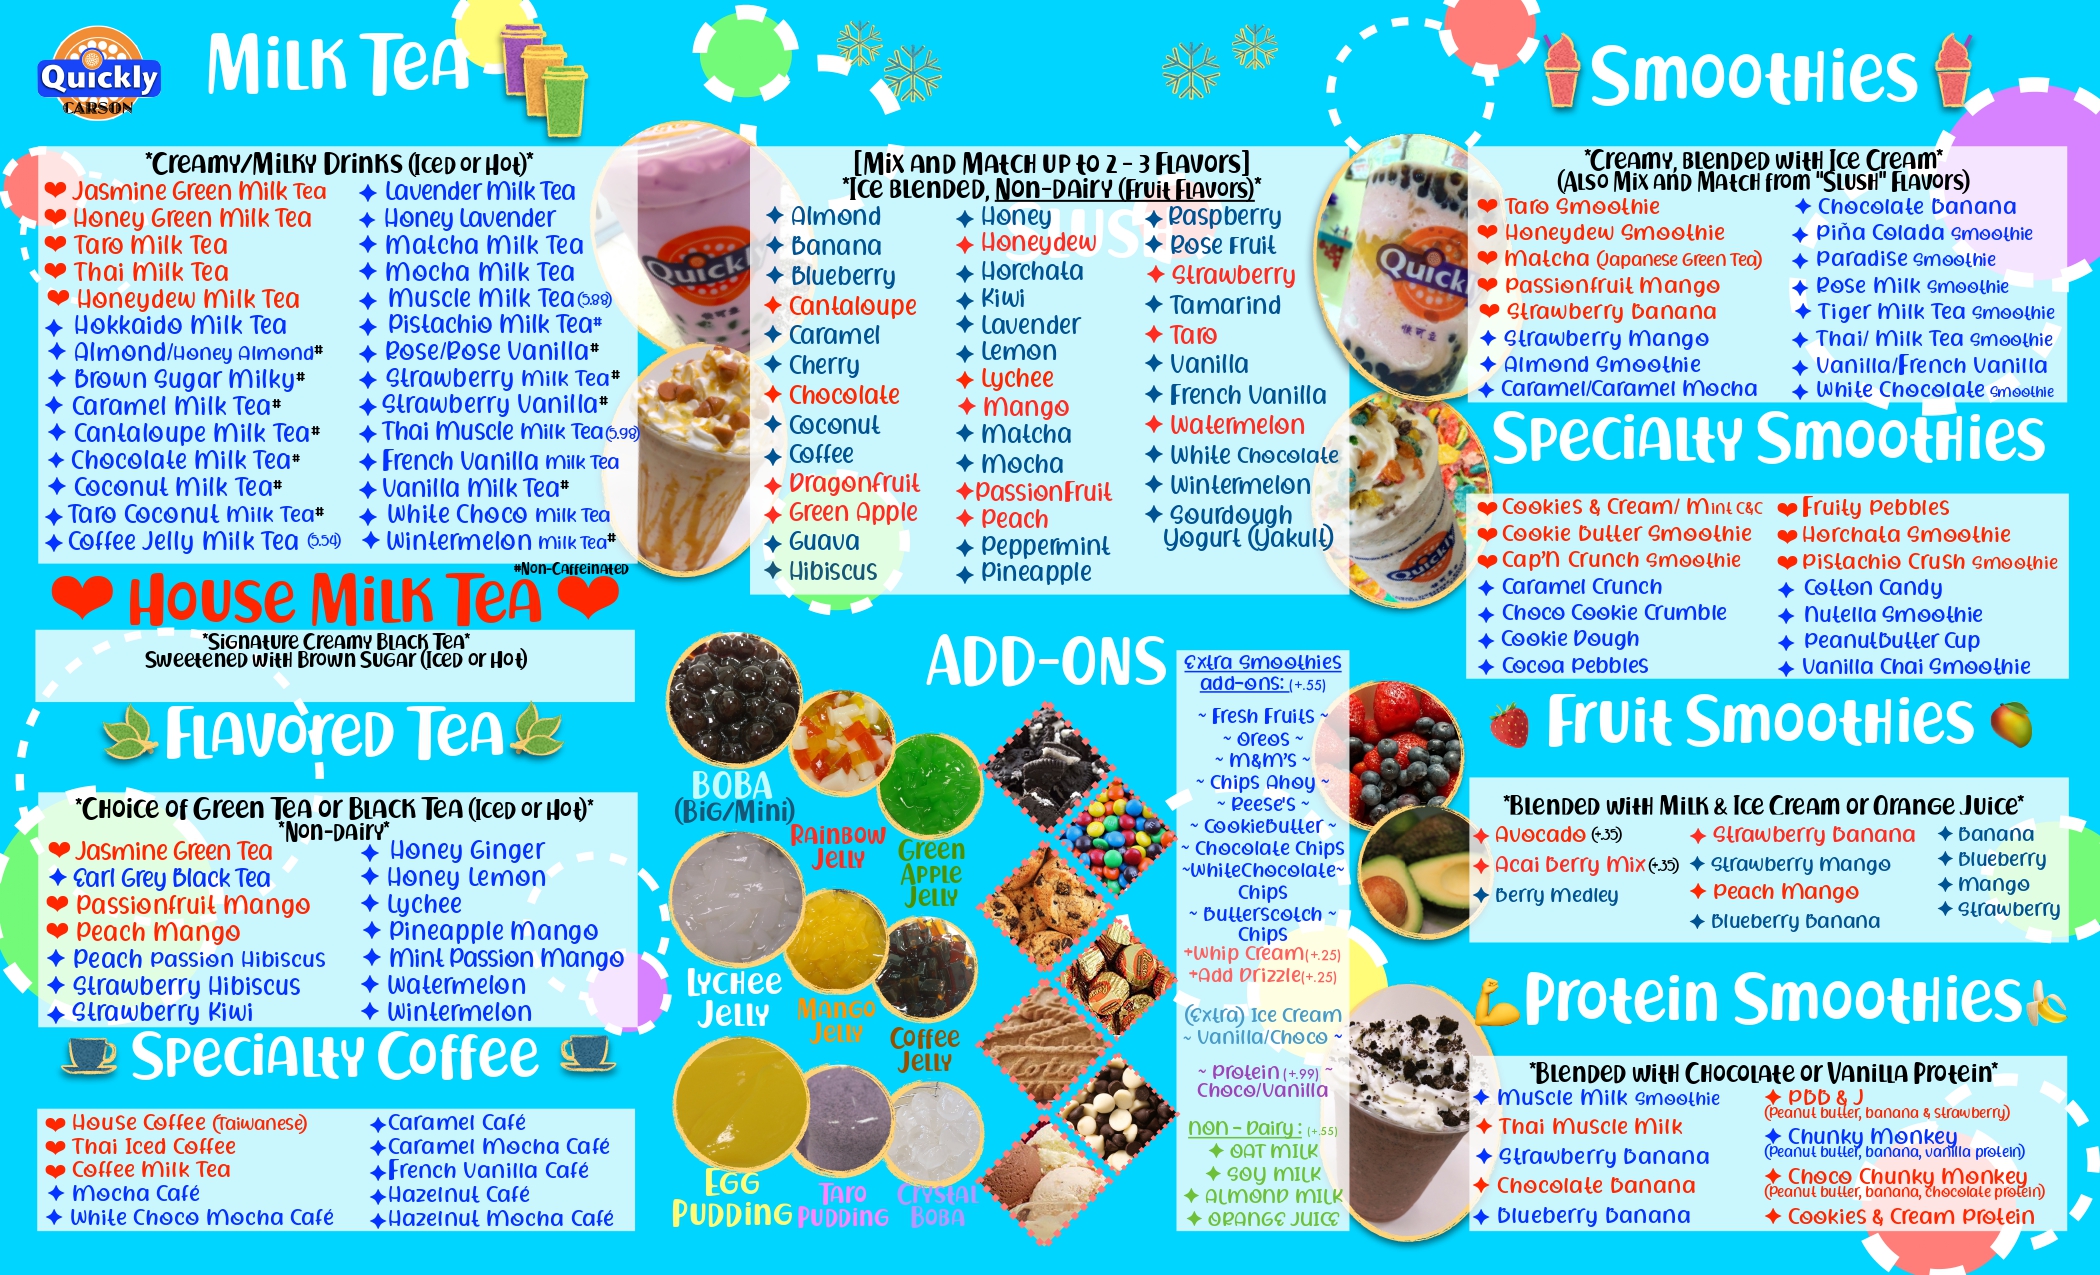 Quickly
CARSON
Milk Tea
*Creamy/Milky Drinks (Iced or Hot)*
Jasmine Green Milk Tea
Honey Green Milk Tea
Taro Milk Tea
Thai Milk Tea
Honeydew Milk Tea
Hokkaido Milk Tea
Almond/Honey Almond#
Brown Sugar Milky#
Caramel Milk Tea#
Cantaloupe Milk Tea#
Chocolate Milk Tea#
Coconut Milk Tea#
Taro Coconut Milk Tea#
Coffee Jelly Milk Tea (5.54)
Lavender Milk Tea
Honey Lavender
Matcha Milk Tea
Mocha Milk Tea
Muscle Milk Tea (5.88)
Pistachio Milk Tea#
Rose/Rose Vanilla#
Strawberry Milk Tea#
Strawberry Vanilla#
Thai Muscle Milk Tea (5.98)
French Vanilla Milk Tea
Vanilla Milk Tea#
White Choco Milk Tea
Wintermelon Milk Tea#
#Non-Caffeinated
House Milk Tea
*Signature Creamy Black Tea*
Sweetened with Brown Sugar (Iced or Hot)
Flavored Tea
*Choice of Green Tea or Black Tea (Iced or Hot)*
*Non-Dairy*
Jasmine Green Tea
Earl Grey Black Tea
Passionfruit Mango
Peach Mango
Peach Passion Hibiscus
Strawberry Hibiscus
Strawberry Kiwi
Honey Ginger
Honey Lemon
Lychee
Pineapple Mango
Mint Passion Mango
Watermelon
Wintermelon
Specialty Coffee
House Coffee (Taiwanese)
Thai Iced Coffee
Coffee Milk Tea
Mocha Café
White Choco Mocha Café
Caramel Café
Caramel Mocha Café
French Vanilla Café
Hazelnut Café
Hazelnut Mocha Café
SLUSH
[Mix and Match up to 2 - 3 Flavors]
*Ice Blended, Non-Dairy (Fruit Flavors)*
Almond
Banana
Blueberry
Cantaloupe
Caramel
Cherry
Chocolate
Coconut
Coffee
Dragonfruit
Green Apple
Guava
Hibiscus
Honey
Honeydew
Horchata
Kiwi
Lavender
Lemon
Lychee
Mango
Matcha
Mocha
PassionFruit
Peach
Peppermint
Pineapple
Raspberry
Rose Fruit
Strawberry
Tamarind
Taro
Vanilla
French Vanilla
Watermelon
White Chocolate
Wintermelon
Sourdough
Yogurt (Yakult)
Quickly
Quickly
Quickly
ADD-ONS
BOBA
(Big/Mini)
Rainbow
Jelly
Green
Apple
Jelly
Lychee
Jelly
Mango
Jelly
Coffee
Jelly
Egg
Pudding
Taro
Pudding
Crystal
Boba
Extra Smoothies
add-ons: (+.55)
~ Fresh Fruits ~
~ Oreos ~
~ M&M's ~
~ Chips Ahoy ~
~ Reese's ~
~ CookieButter ~
~ Chocolate Chips
~WhiteChocolate~
Chips
~ Butterscotch ~
Chips
+Whip Cream(+.25)
+Add Drizzle(+.25)
(Extra) Ice Cream
~ Vanilla/Choco ~
~ Protein (+.99) ~
Choco/Vanilla
Non - Dairy: (+.55)
OAT MILK
SOY MILK
ALMOND MILK
ORANGE JUICE
Smoothies
*Creamy, blended with Ice Cream*
(Also Mix and Match from "Slush" Flavors)
Taro Smoothie
Honeydew Smoothie
Matcha (Japanese Green Tea)
Passionfruit Mango
Strawberry Banana
Strawberry Mango
Almond Smoothie
Caramel/Caramel Mocha
Chocolate Banana
Piña Colada Smoothie
Paradise Smoothie
Rose Milk Smoothie
Tiger Milk Tea Smoothie
Thai/ Milk Tea Smoothie
Vanilla/French Vanilla
White Chocolate Smoothie
Specialty Smoothies
Cookies & Cream/ Mint C&C
Cookie Butter Smoothie
Cap'N Crunch Smoothie
Caramel Crunch
Choco Cookie Crumble
Cookie Dough
Cocoa Pebbles
Fruity Pebbles
Horchata Smoothie
Pistachio Crush Smoothie
Cotton Candy
Nutella Smoothie
PeanutButter Cup
Vanilla Chai Smoothie
Fruit Smoothies
*Blended with Milk & Ice Cream or Orange Juice*
Avocado (+.35)
Acai Berry Mix (+.35)
Berry Medley
Strawberry Banana
Strawberry Mango
Peach Mango
Blueberry Banana
Banana
Blueberry
Mango
Strawberry
Protein Smoothies
*Blended with Chocolate or Vanilla Protein*
Muscle Milk Smoothie
Thai Muscle Milk
Strawberry Banana
Chocolate Banana
Blueberry Banana
PBB & J
(Peanut butter, banana & strawberry)
Chunky Monkey
(Peanut butter, banana, vanilla protein)
Choco Chunky Monkey
(Peanut butter, banana, chocolate protein)
Cookies & Cream Protein